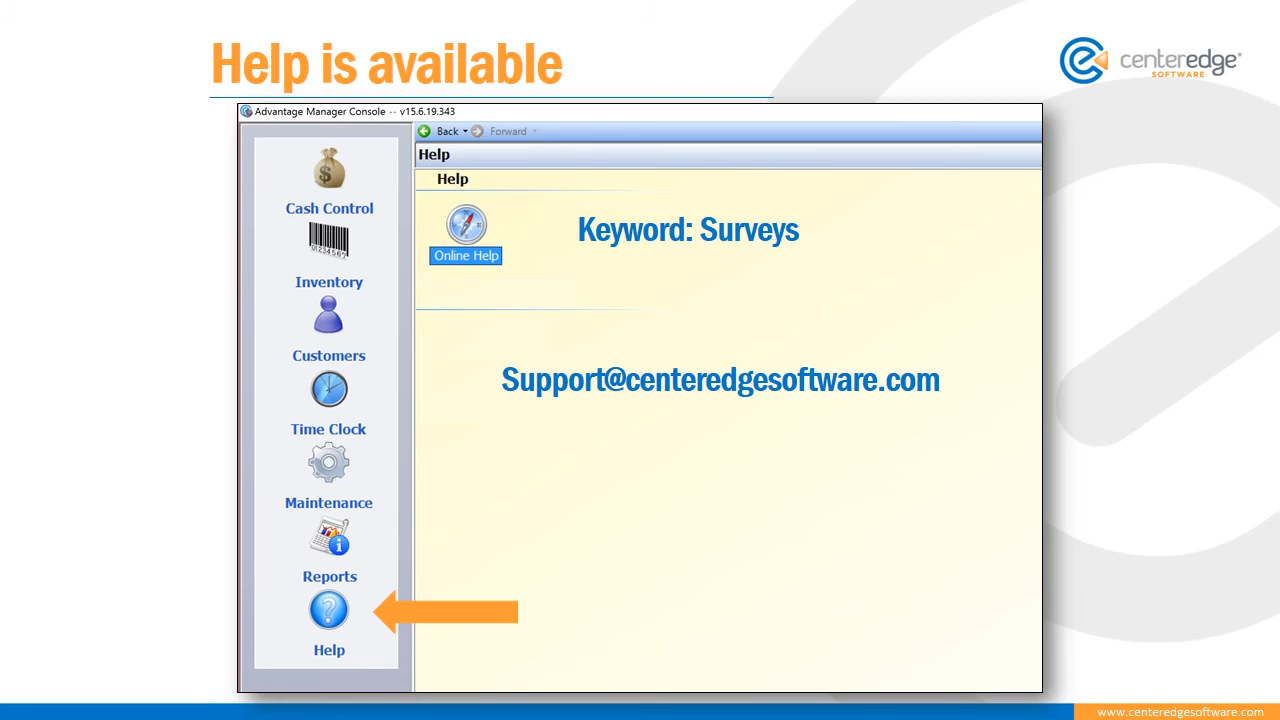 Help is available
centeredge®
SOFTWARE
Advantage Manager Console -- v15.6.19.343
Back
Forward
Help
Help
Cash Control
01234567
Inventory
Customers
Time Clock
Maintenance
Reports
Help
Online Help
Keyword: Surveys
Support@centeredgesoftware.com
www.centeredgesoftware.com